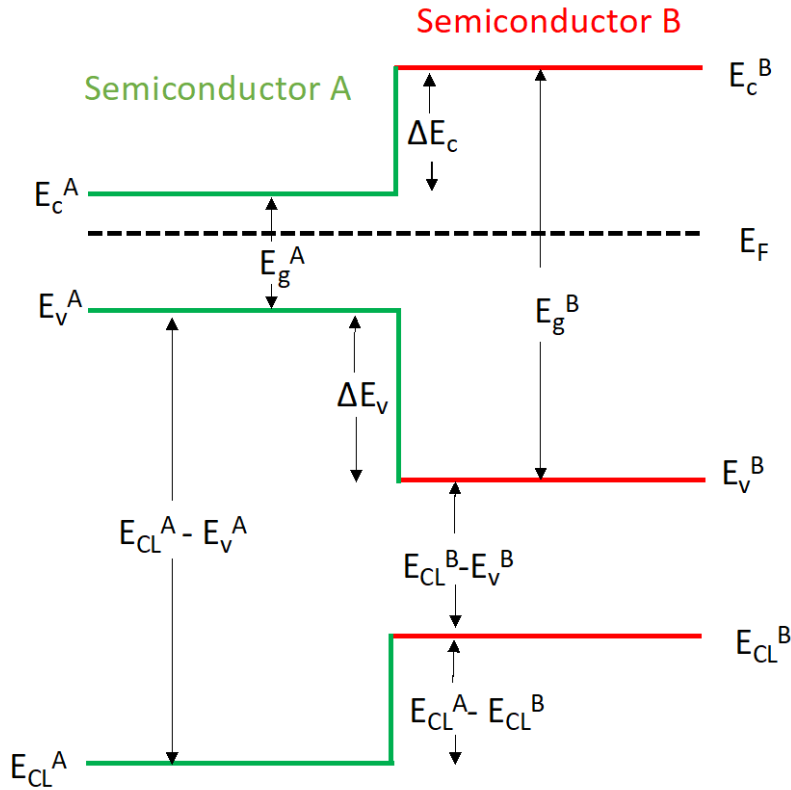 Semiconductor B
Semiconductor A
E_c^B
ΔE_c
E_c^A
E_F
E_g^A
E_v^A
E_g^B
ΔE_v
E_v^B
E_CL^A - E_v^A
E_CL^B-E_v^B
E_CL^B
E_CL^A- E_CL^B
E_CL^A